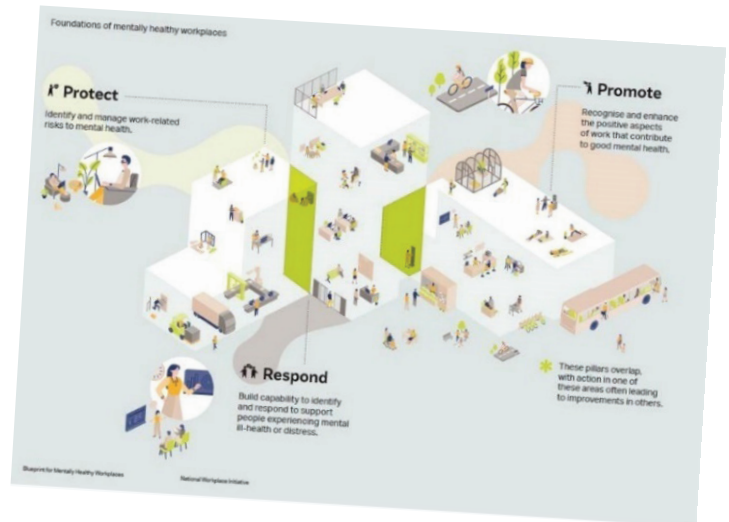 Foundations of mentally healthy workplaces
Protect
Identify and manage work-related
risks to mental health.
Promote
Recognise and enhance
the positive aspects
of work that contribute
to good mental health.
Respond
Build capability to identify
and respond to support
people experiencing mental
ill-health or distress.
These pillars overlap,
with action in one of
these areas often leading
to improvements in others.
Blueprint for Mentally Healthy Workplaces
National Workplace Initiative